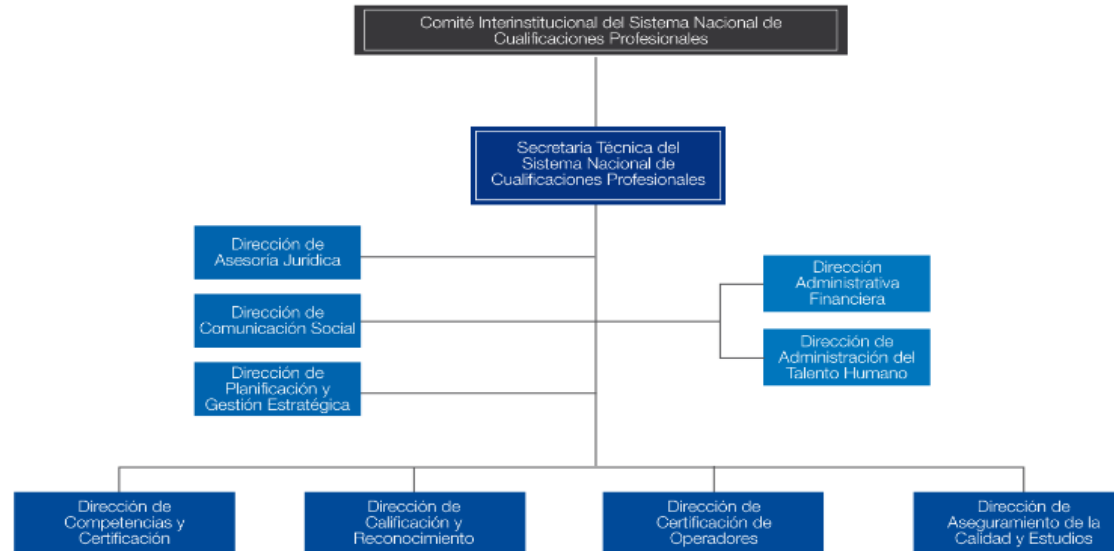 Comité Interinstitucional del Sistema Nacional de
Cualificaciones Profesionales
Secretaria Técnica del
Sistema Nacional de
Cualificaciones Profesionales
Dirección de
Asesoría Jurídica
Dirección de
Comunicación Social
Dirección de
Planificación y
Gestión Estratégica
Dirección
Administrativa
Financiera
Dirección de
Administración del
Talento Humano
Dirección de
Competencias y
Certificación
Dirección de
Calificación y
Reconocimiento
Dirección de
Certificación de
Operadores
Dirección de
Aseguramiento de la
Calidad y Estudios